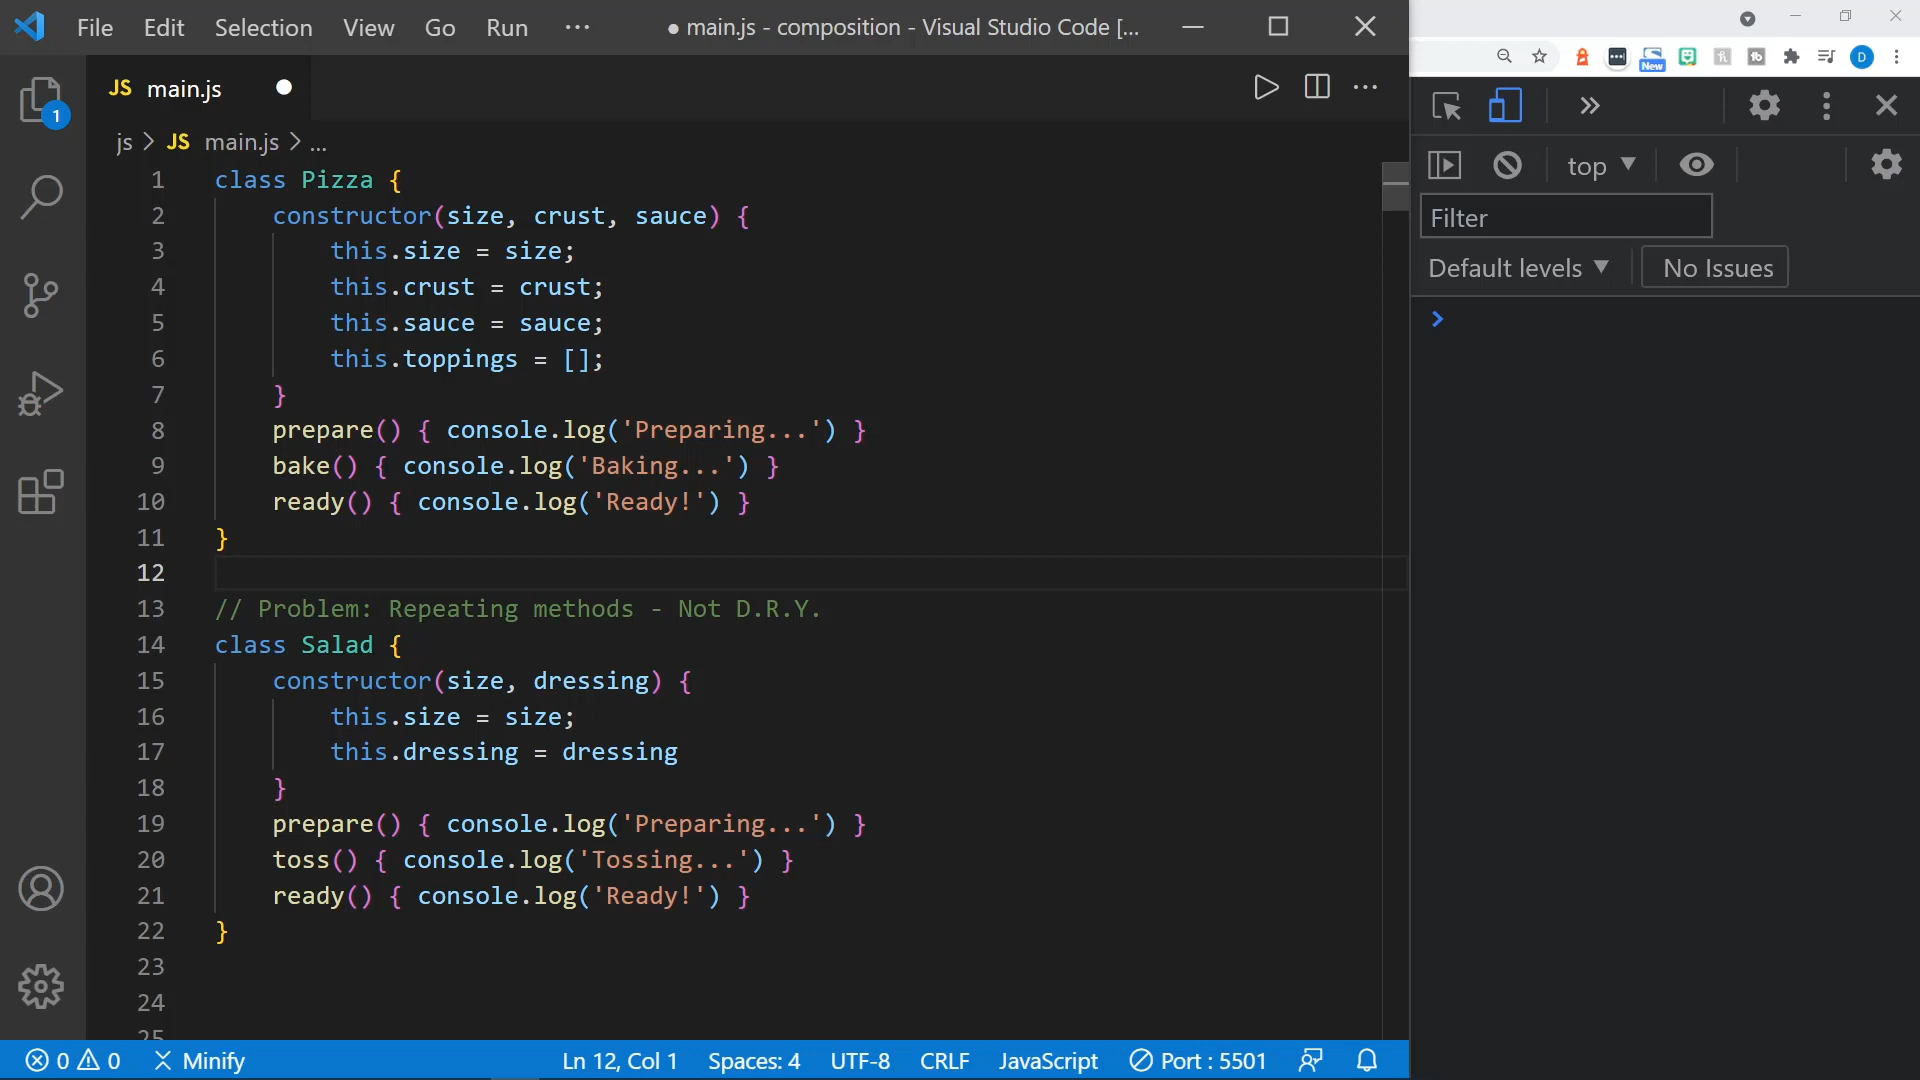 File Edit Selection View Go Run ··· ● main.js - composition - Visual Studio Code [...
JS main.js ●
js > JS main.js > ...
1 class Pizza {
2     constructor(size, crust, sauce) {
3         this.size = size;
4         this.crust = crust;
5         this.sauce = sauce;
6         this.toppings = [];
7     }
8     prepare() { console.log('Preparing...') }
9     bake() { console.log('Baking...') }
10     ready() { console.log('Ready!') }
11 }
12
13 // Problem: Repeating methods - Not D.R.Y.
14 class Salad {
15     constructor(size, dressing) {
16         this.size = size;
17         this.dressing = dressing
18     }
19     prepare() { console.log('Preparing...') }
20     toss() { console.log('Tossing...') }
21     ready() { console.log('Ready!') }
22 }
23
24
25
1
0 0 Minify Ln 12, Col 1 Spaces: 4 UTF-8 CRLF JavaScript Port : 5501
New D
top
Filter
Default levels No Issues